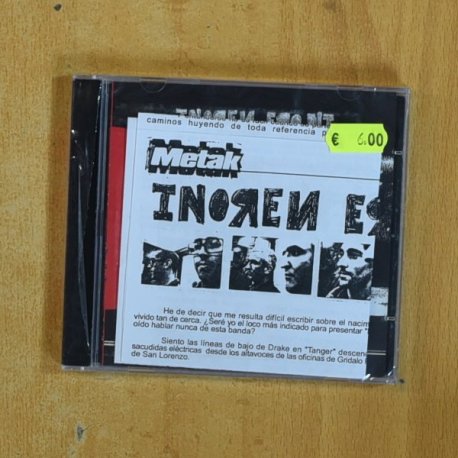 INOREN ESKUT
caminos huyendo de toda referencia p
€ 6.00
Metak
INOREN E
He de decir que me resulta difícil escribir sobre el nacim
vivido tan de cerca. ¿Seré yo el loco más indicado para presentar "
oído hablar nunca de esta banda?
Siento las líneas de bajo de Drake en "Tanger" descen
sacudidas eléctricas desde los altavoces de las oficinas de Gridalo
de San Lorenzo.